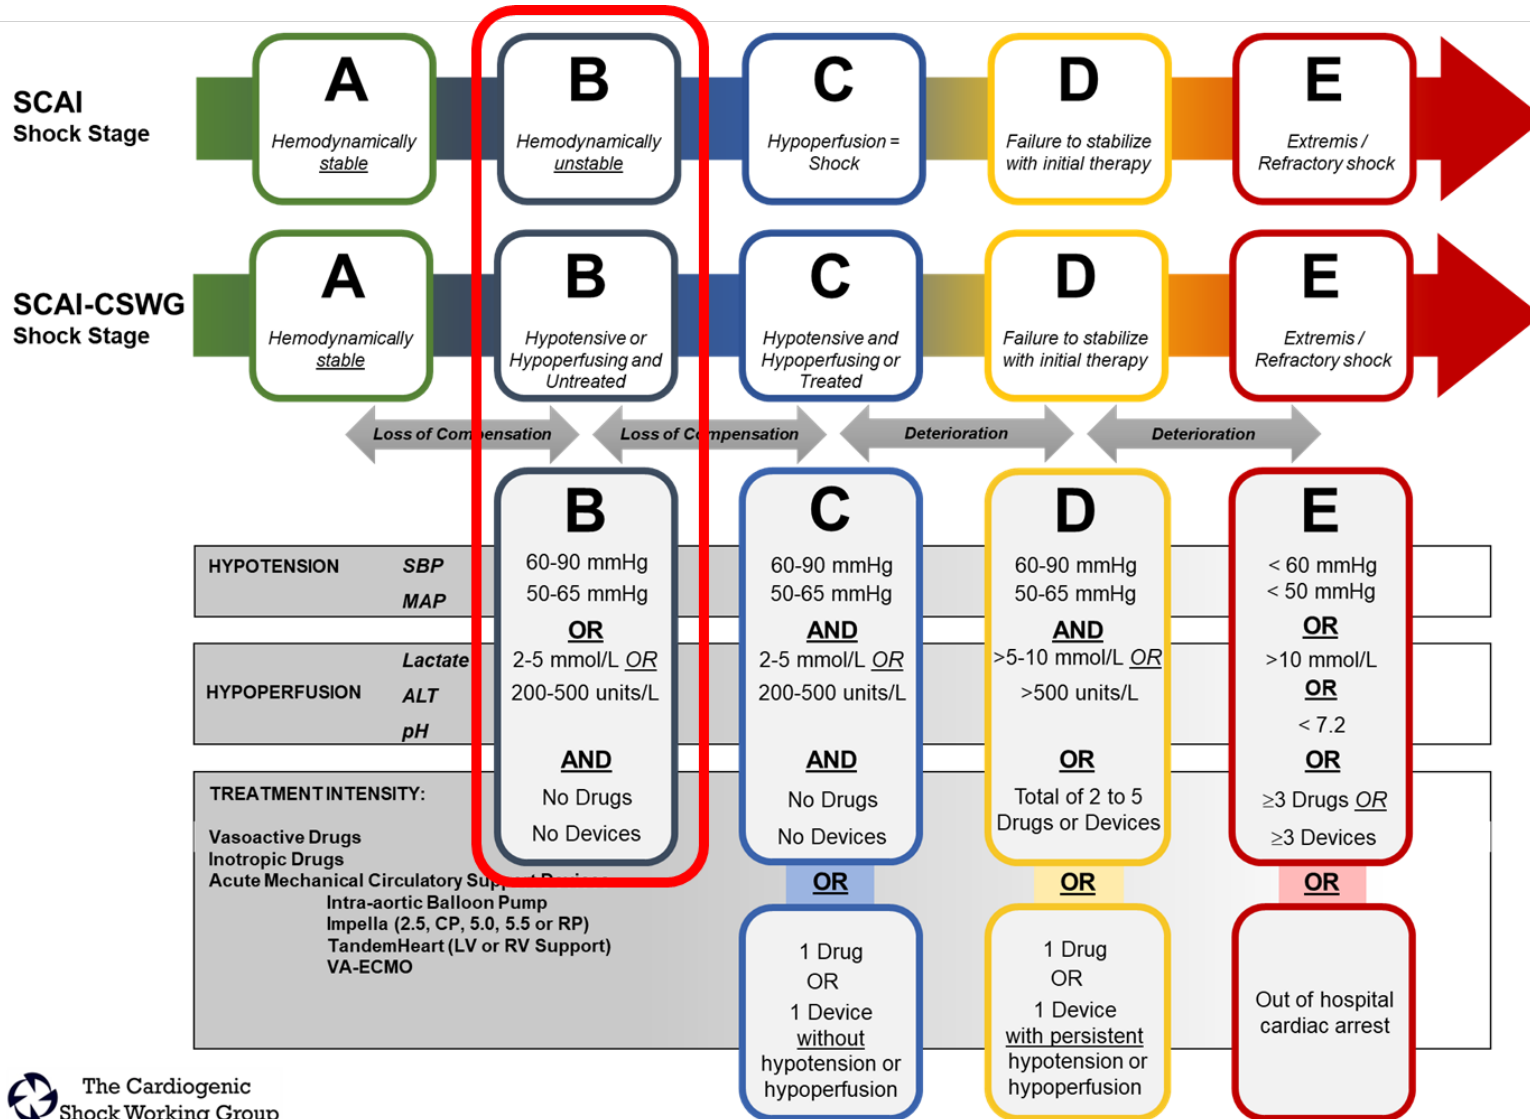 SCAI
Shock Stage
A
Hemodynamically
stable
B
Hemodynamically
unstable
C
Hypoperfusion =
Shock
D
Failure to stabilize
with initial therapy
E
Extremis /
Refractory shock
SCAI-CSWG
Shock Stage
A
Hemodynamically
stable
B
Hypotensive or
Hypoperfusing and
Untreated
C
Hypotensive and
Hypoperfusing or
Treated
D
Failure to stabilize
with initial therapy
E
Extremis /
Refractory shock
Loss of Compensation
Loss of Compensation
Deterioration
Deterioration
HYPOTENSION
SBP
MAP
HYPOPERFUSION
Lactate
ALT
pH
TREATMENT INTENSITY:
Vasoactive Drugs
Inotropic Drugs
Acute Mechanical Circulatory Support Devices
Intra-aortic Balloon Pump
Impella (2.5, CP, 5.0, 5.5 or RP)
TandemHeart (LV or RV Support)
VA-ECMO
B
60-90 mmHg
50-65 mmHg
OR
2-5 mmol/L OR
200-500 units/L
AND
No Drugs
No Devices
C
60-90 mmHg
50-65 mmHg
AND
2-5 mmol/L OR
200-500 units/L
AND
No Drugs
No Devices
OR
1 Drug
OR
1 Device
without
hypotension or
hypoperfusion
D
60-90 mmHg
50-65 mmHg
AND
>5-10 mmol/L OR
>500 units/L
OR
Total of 2 to 5
Drugs or Devices
OR
1 Drug
OR
1 Device
with persistent
hypotension or
hypoperfusion
E
< 60 mmHg
< 50 mmHg
OR
>10 mmol/L
OR
< 7.2
OR
≥3 Drugs OR
≥3 Devices
OR
Out of hospital
cardiac arrest
The Cardiogenic
Shock Working Group